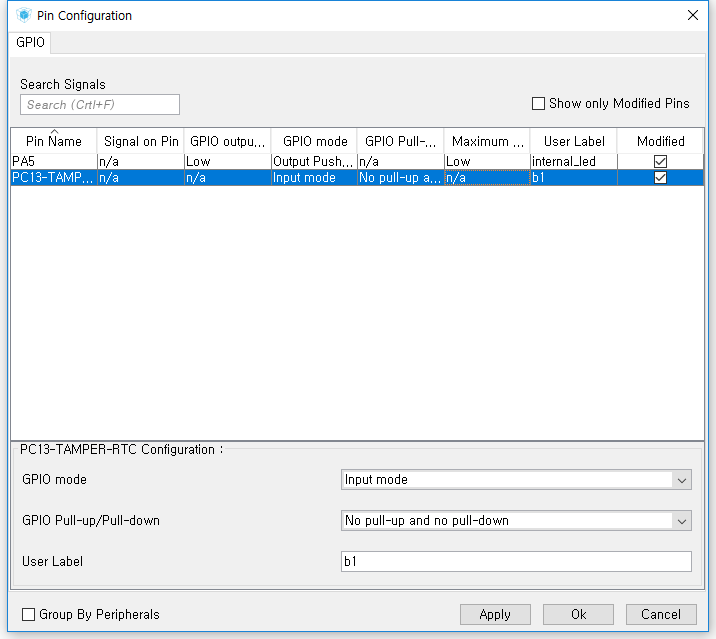 Pin Configuration
GPIO
Search Signals
Search (Crtl+F)
Show only Modified Pins
Pin Name Signal on Pin GPIO outpu... GPIO mode GPIO Pull-... Maximum ... User Label Modified
PA5 n/a Low Output Push... n/a Low internal_led
PC13-TAMP... n/a n/a Input mode No pull-up a... n/a b1
PC13-TAMPER-RTC Configuration :
GPIO mode Input mode
GPIO Pull-up/Pull-down No pull-up and no pull-down
User Label b1
Group By Peripherals Apply Ok Cancel